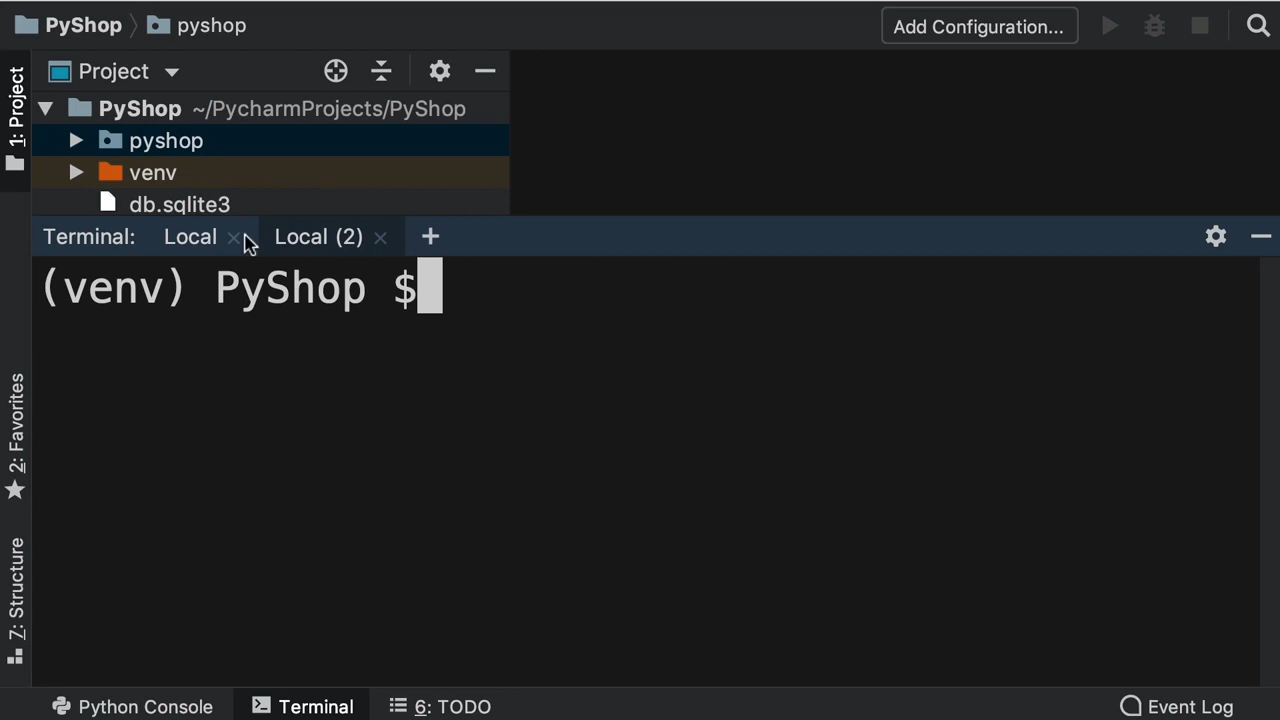 PyShop pyshop Add Configuration...
1: Project
Project
PyShop ~/PycharmProjects/PyShop
pyshop
venv
db.sqlite3
Terminal: Local Local (2)
(venv) PyShop $
2: Favorites
7: Structure
Python Console Terminal 6: TODO Event Log